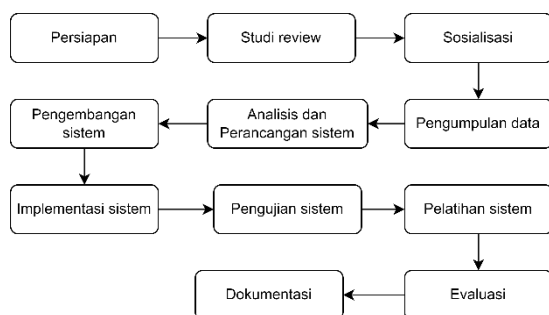 Persiapan
Studi review
Sosialisasi
Pengumpulan data
Analisis dan
Perancangan sistem
Pengembangan
sistem
Implementasi sistem
Pengujian sistem
Pelatihan sistem
Evaluasi
Dokumentasi